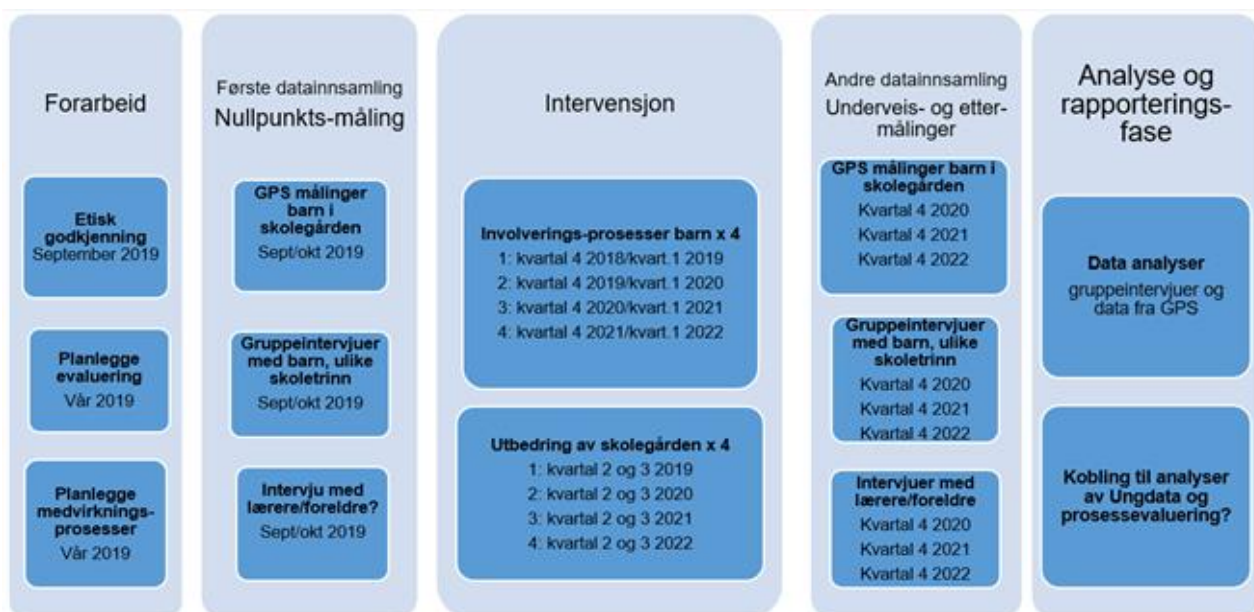 Forarbeid
Etisk
godkjenning
September 2019
Planlegge
evaluering
Vår 2019
Planlegge
medvirknings-
prosesser
Vår 2019
Første datainnsamling
Nullpunkts-måling
GPS målinger
barn i
skolegården
Sept/okt 2019
Gruppeintervjuer
med barn, ulike
skoletrinn
Sept/okt 2019
Intervju med
lærere/foreldre?
Sept/okt 2019
Intervensjon
Involverings-prosesser barn x 4
1: kvartal 4 2018/kvart.1 2019
2: kvartal 4 2019/kvart.1 2020
3: kvartal 4 2020/kvart.1 2021
4: kvartal 4 2021/kvart.1 2022
Utbedring av skolegården x 4
1: kvartal 2 og 3 2019
2: kvartal 2 og 3 2020
3: kvartal 2 og 3 2021
4: kvartal 2 og 3 2022
Andre datainnsamling
Underveis- og etter-
målinger
GPS målinger barn i
skolegården
Kvartal 4 2020
Kvartal 4 2021
Kvartal 4 2022
Gruppeintervjuer
med barn, ulike
skoletrinn
Kvartal 4 2020
Kvartal 4 2021
Kvartal 4 2022
Intervjuer med
lærere/foreldre
Kvartal 4 2020
Kvartal 4 2021
Kvartal 4 2022
Analyse og
rapporterings-
fase
Data analyser
gruppeintervjuer og
data fra GPS
Kobling til analyser
av Ungdata og
prosessevaluering?